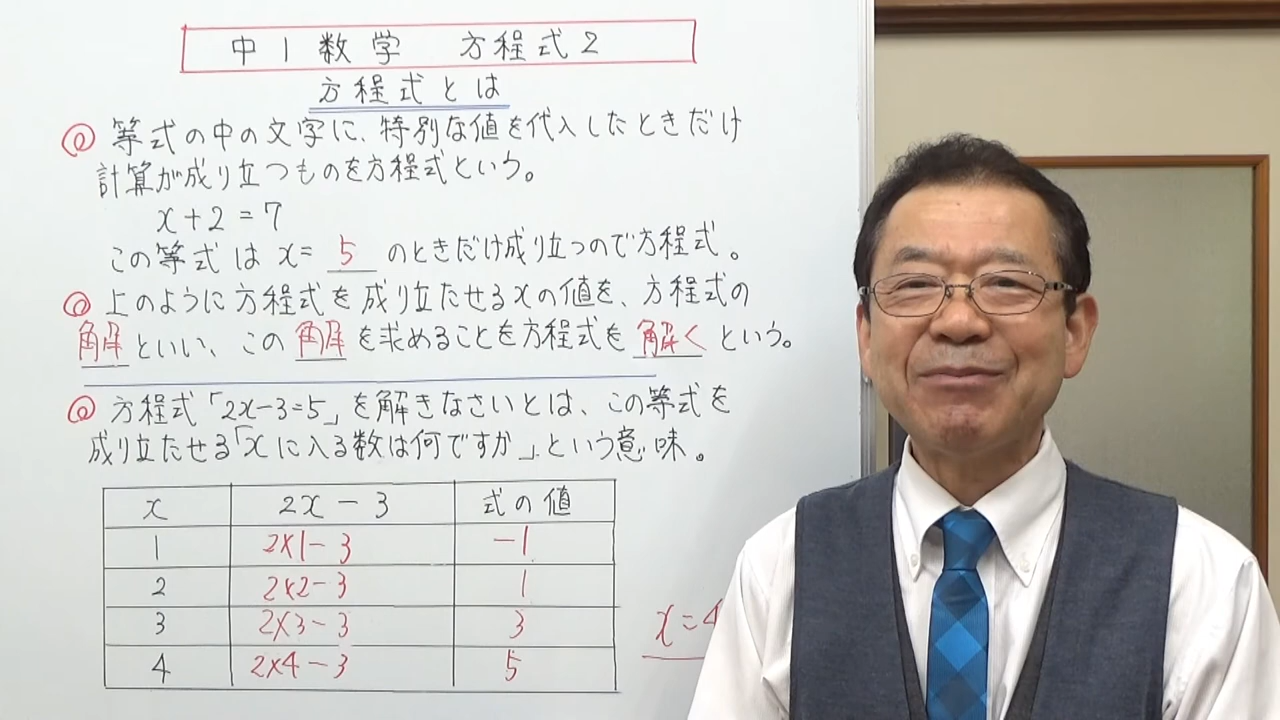 中1数学 方程式2
方程式とは
◎ 等式の中の文字に、特別な値を代入したときだけ
計算が成り立つものを方程式という。
x+2=7
この等式は x= 5 のときだけ成り立つので方程式。
◎ 上のように方程式を成り立たせるxの値を、方程式の
解といい、この解を求めることを方程式を解くという。
◎ 方程式「2x-3=5」を解きなさいとは、この等式を
成り立たせる「xに入る数は何ですか」という意味。
x 2x-3 式の値
1 2×1-3 -1
2 2×2-3 1
3 2×3-3 3
4 2×4-3 5
x=4